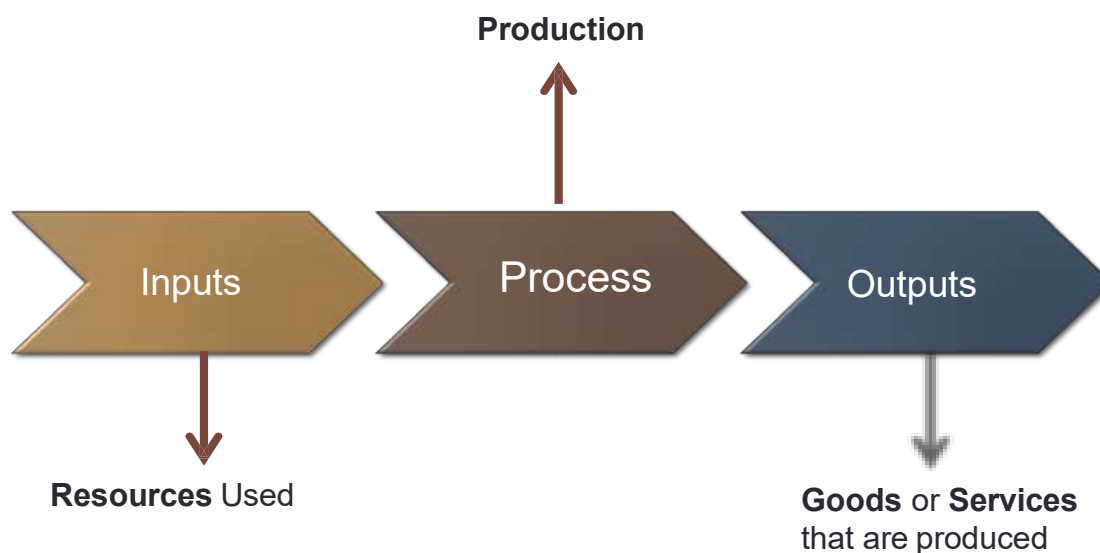 Production
Inputs
Process
Outputs
Resources Used
Goods or Services
that are produced